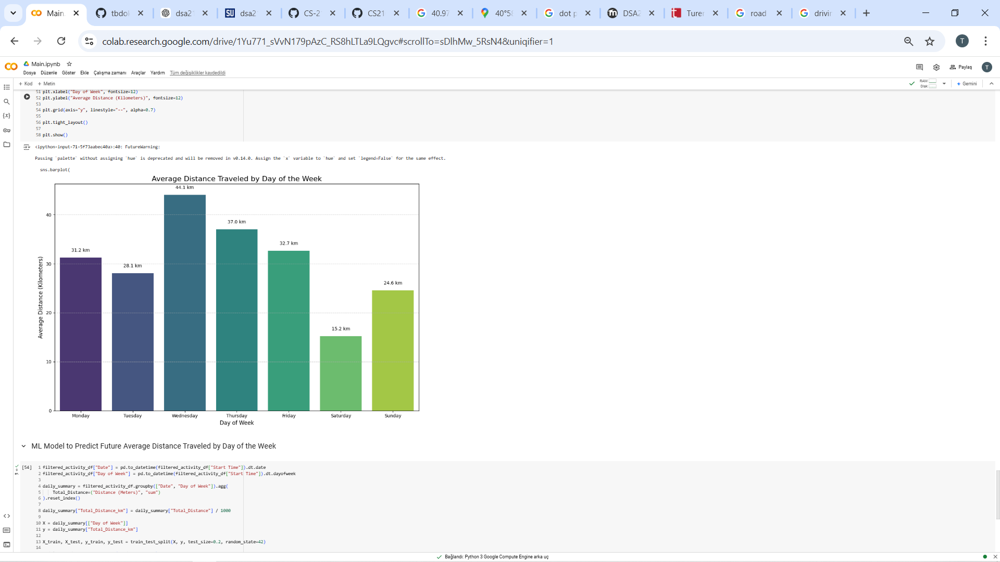 Main.
tbdo
dsa2
dsa2
CS-2
CS21
40.97
40°5
dot p
DSA2
Turer
road
drivin
colab.research.google.com/drive/1Yu771_sVvN179pAzC_RS8hLTLa9LQgvc#scrollTo=sDlhMw_5RsN4&uniqifier=1
T
Main.ipynb
Dosya Düzenle Göster Ekle Çalışma zamanı Araçlar Yardım Tüm değişiklikler kaydedildi
Paylaş
T
+ Kod + Metin
RAM
Disk
Gemini
51 plt.xlabel("Day of Week", fontsize=12)
52 plt.ylabel("Average Distance (Kilometers)", fontsize=12)
53
54 plt.grid(axis="y", linestyle="--", alpha=0.7)
55
56 plt.tight_layout()
57
58 plt.show()
<ipython-input-71-5f73aabec40a>:40: FutureWarning:
Passing `palette` without assigning `hue` is deprecated and will be removed in v0.14.0. Assign the `x` variable to `hue` and set `legend=False` for the same effect.
sns.barplot(
Average Distance Traveled by Day of the Week
44.1 km
37.0 km
32.7 km
31.2 km
28.1 km
24.6 km
15.2 km
40
30
20
10
0
Average Distance (Kilometers)
Monday Tuesday Wednesday Thursday Friday Saturday Sunday
Day of Week
ML Model to Predict Future Average Distance Traveled by Day of the Week
[54]
1 filtered_activity_df["Date"] = pd.to_datetime(filtered_activity_df["Start Time"]).dt.date
2 filtered_activity_df["Day of Week"] = pd.to_datetime(filtered_activity_df["Start Time"]).dt.dayofweek
3
4 daily_summary = filtered_activity_df.groupby(["Date", "Day of Week"]).agg(
5 Total_Distance=("Distance (Meters)", "sum")
6 ).reset_index()
7
8 daily_summary["Total_Distance_km"] = daily_summary["Total_Distance"] / 1000
9
10 X = daily_summary[["Day of Week"]]
11 y = daily_summary["Total_Distance_km"]
12
13 X_train, X_test, y_train, y_test = train_test_split(X, y, test_size=0.2, random_state=42)
14
Bağlandı: Python 3 Google Compute Engine arka uç